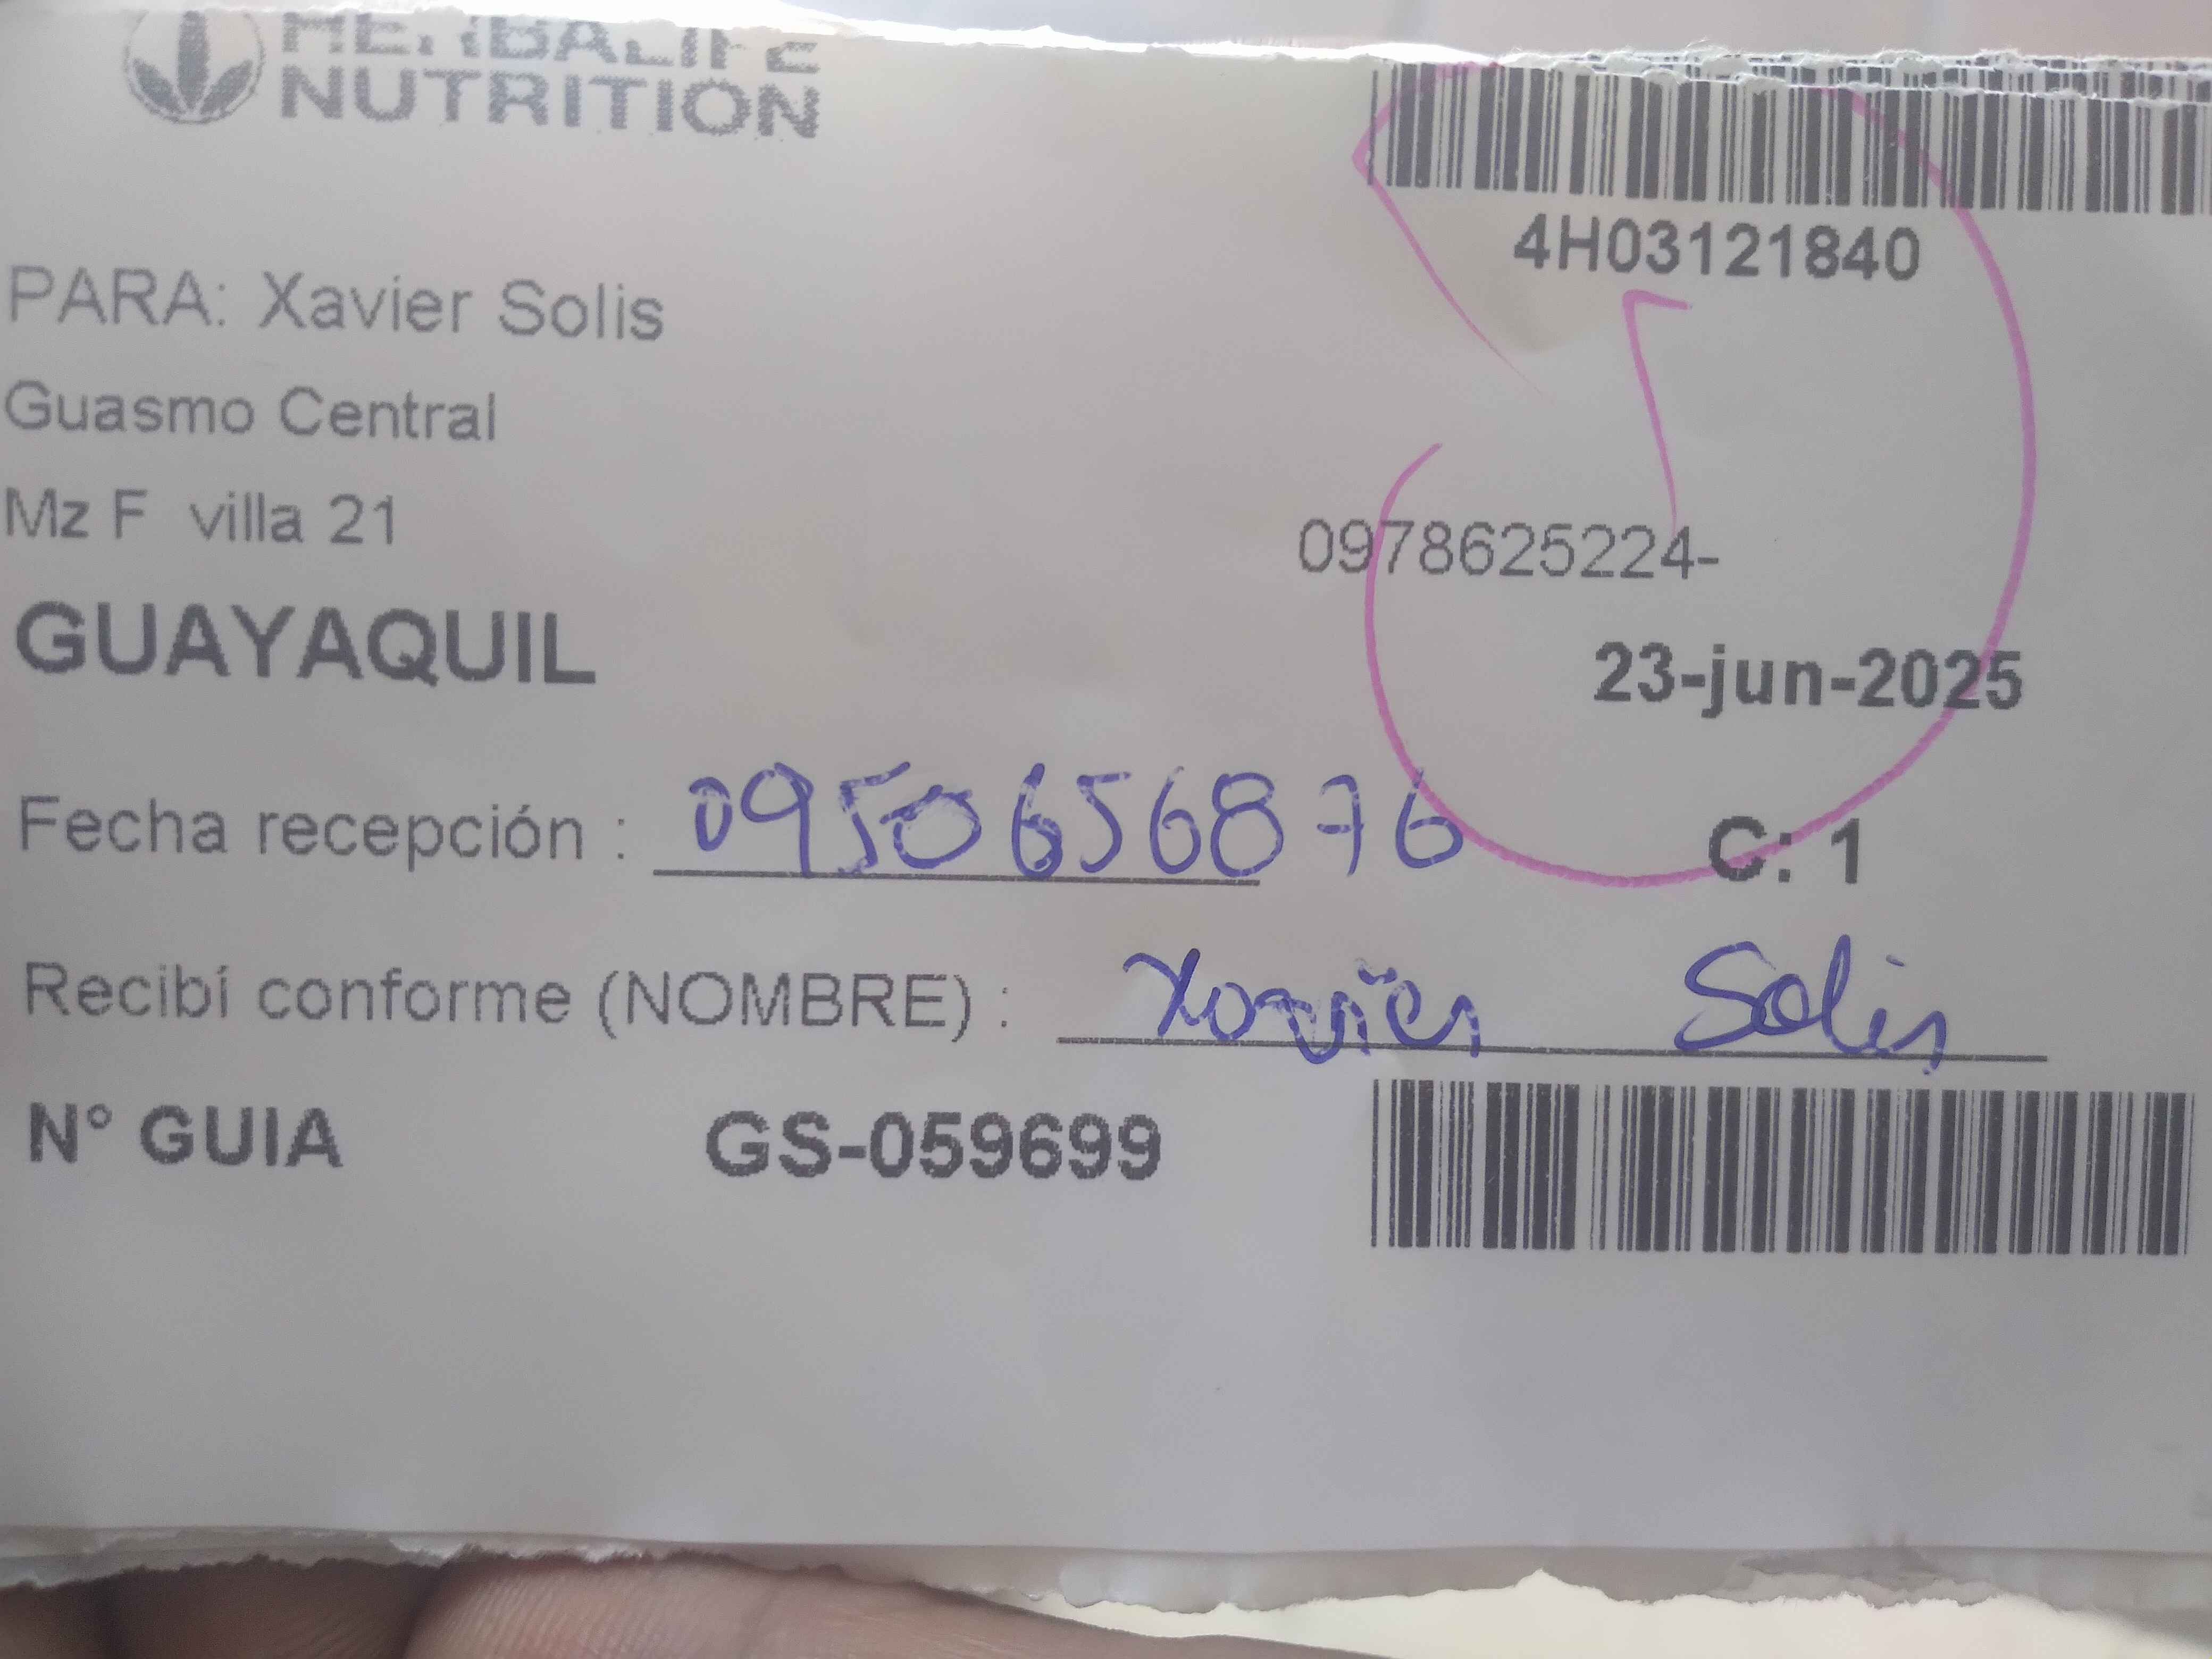 HERBALIFE
NUTRITION
4H03121840
PARA: Xavier Solis
Guasmo Central
Mz F villa 21
0978625224-
GUAYAQUIL
23-jun-2025
Fecha recepción : 0950656876
C: 1
Recibí conforme (NOMBRE) : Xavier Solis
N° GUIA GS-059699